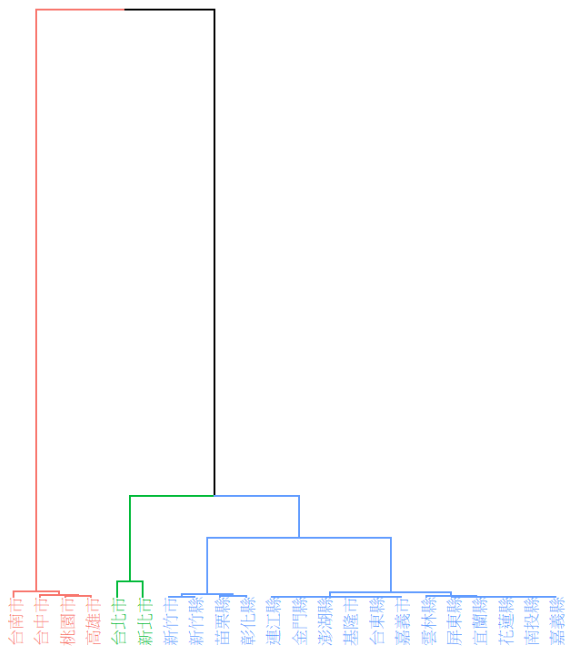 台南市
台中市
桃園市
高雄市
台北市
新北市
新竹市
新竹縣
苗栗縣
彰化縣
連江縣
金門縣
澎湖縣
基隆市
台東縣
嘉義市
雲林縣
屏東縣
宜蘭縣
花蓮縣
南投縣
嘉義縣